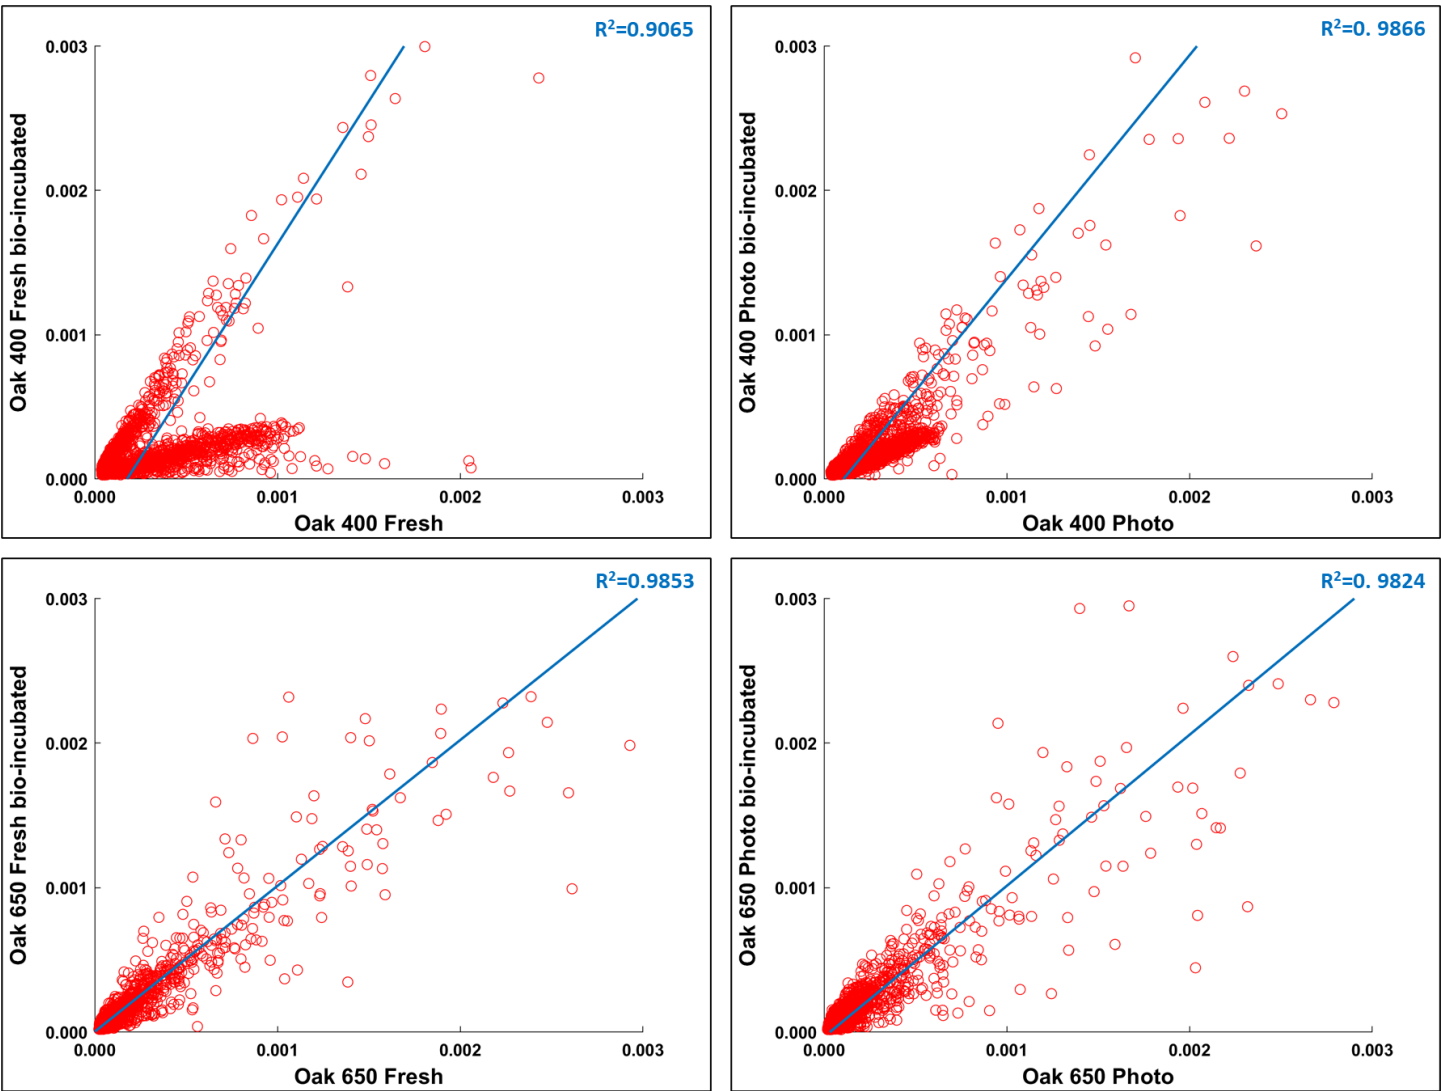 R²=0.9065
0.003
0.002
0.001
0.000
0.000 0.001 0.002 0.003
Oak 400 Fresh bio-incubated
Oak 400 Fresh
R²=0. 9866
0.003
0.002
0.001
0.000
0.000 0.001 0.002 0.003
Oak 400 Photo bio-incubated
Oak 400 Photo
R²=0.9853
0.003
0.002
0.001
0.000
0.000 0.001 0.002 0.003
Oak 650 Fresh bio-incubated
Oak 650 Fresh
R²=0. 9824
0.003
0.002
0.001
0.000
0.000 0.001 0.002 0.003
Oak 650 Photo bio-incubated
Oak 650 Photo